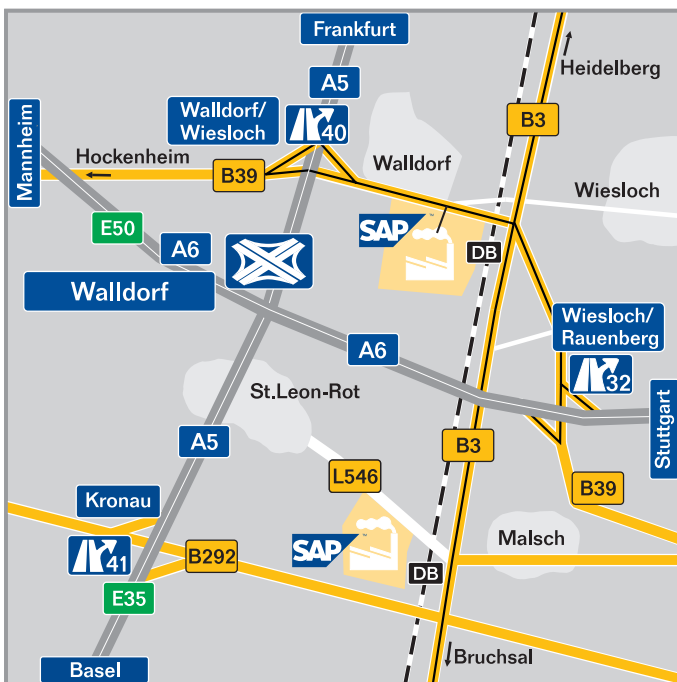 Frankfurt
Heidelberg
A5
Walldorf/
Wiesloch
40
B3
Mannheim
Hockenheim
B39
Walldorf
Wiesloch
E50
A6
SAP
DB
Walldorf
Wiesloch/
Rauenberg
A6
32
St.Leon-Rot
Stuttgart
A5
B3
L546
B39
Kronau
Malsch
41
B292
SAP
DB
E35
Bruchsal
Basel